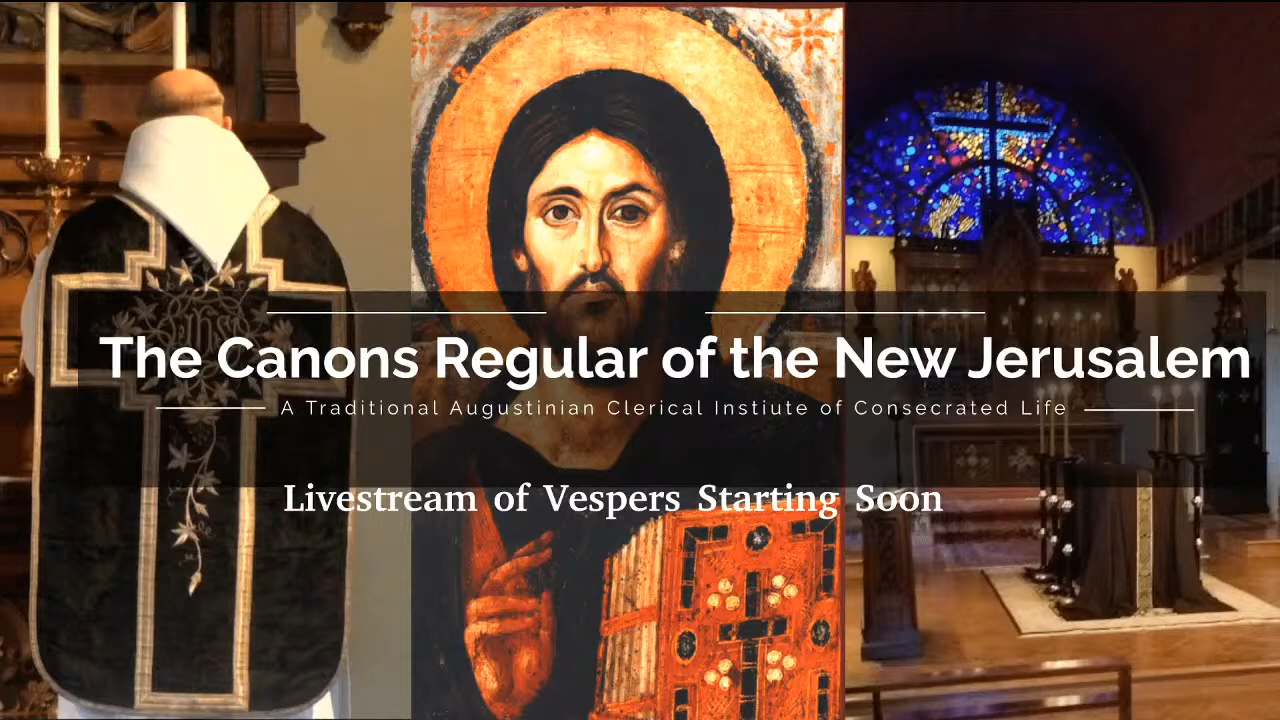 The Canons Regular of the New Jerusalem
A Traditional Augustinian Clerical Instiute of Consecrated Life
Livestream of Vespers Starting Soon